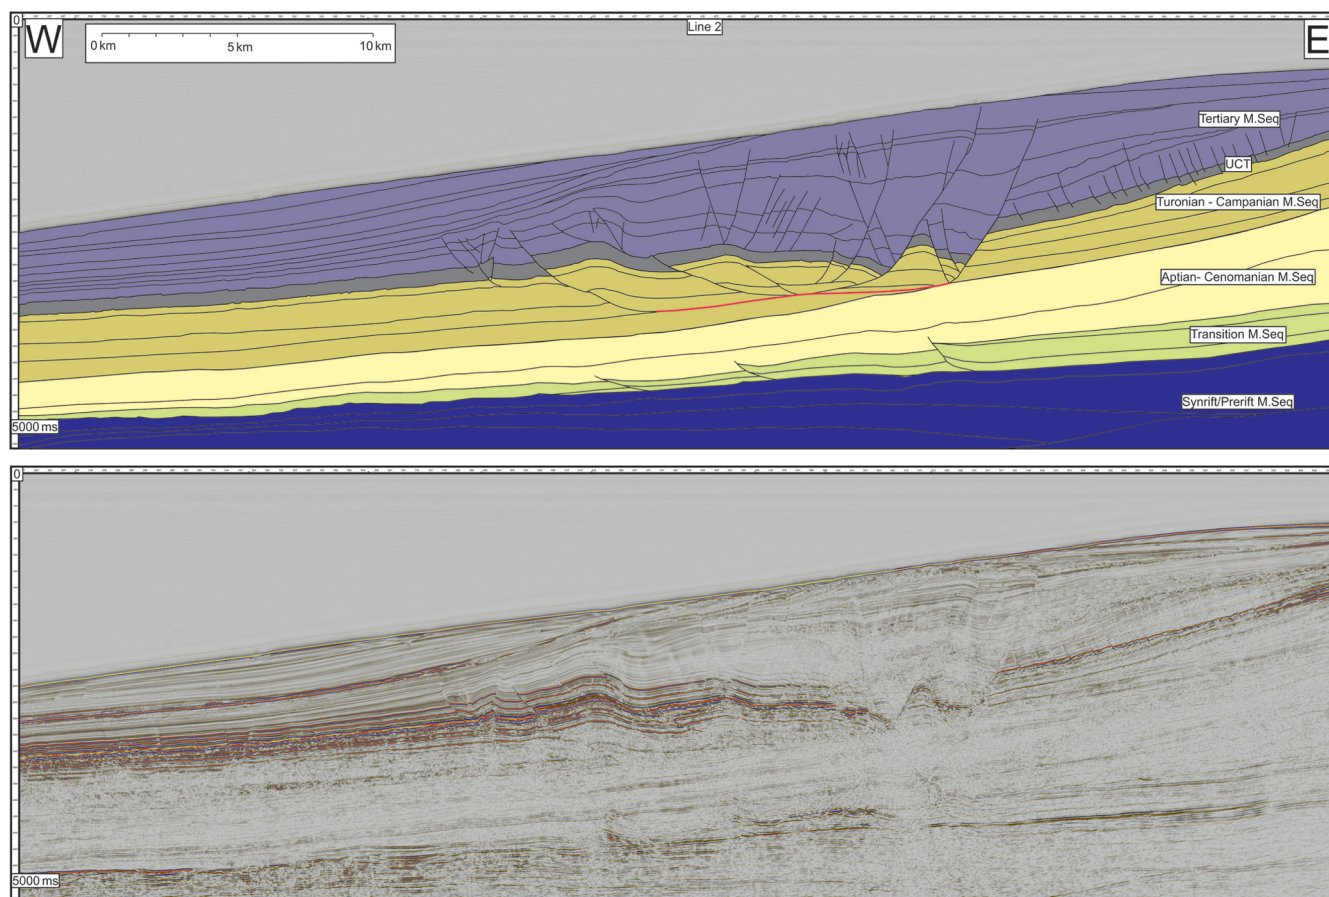 0
Line 2
W
E
0 km
5 km
10 km
Tertiary M.Seq
UCT
Turonian - Campanian M.Seq
Aptian- Cenomanian M.Seq
Transition M.Seq
Synrift/Prerift M.Seq
5000 ms
0
5000 ms